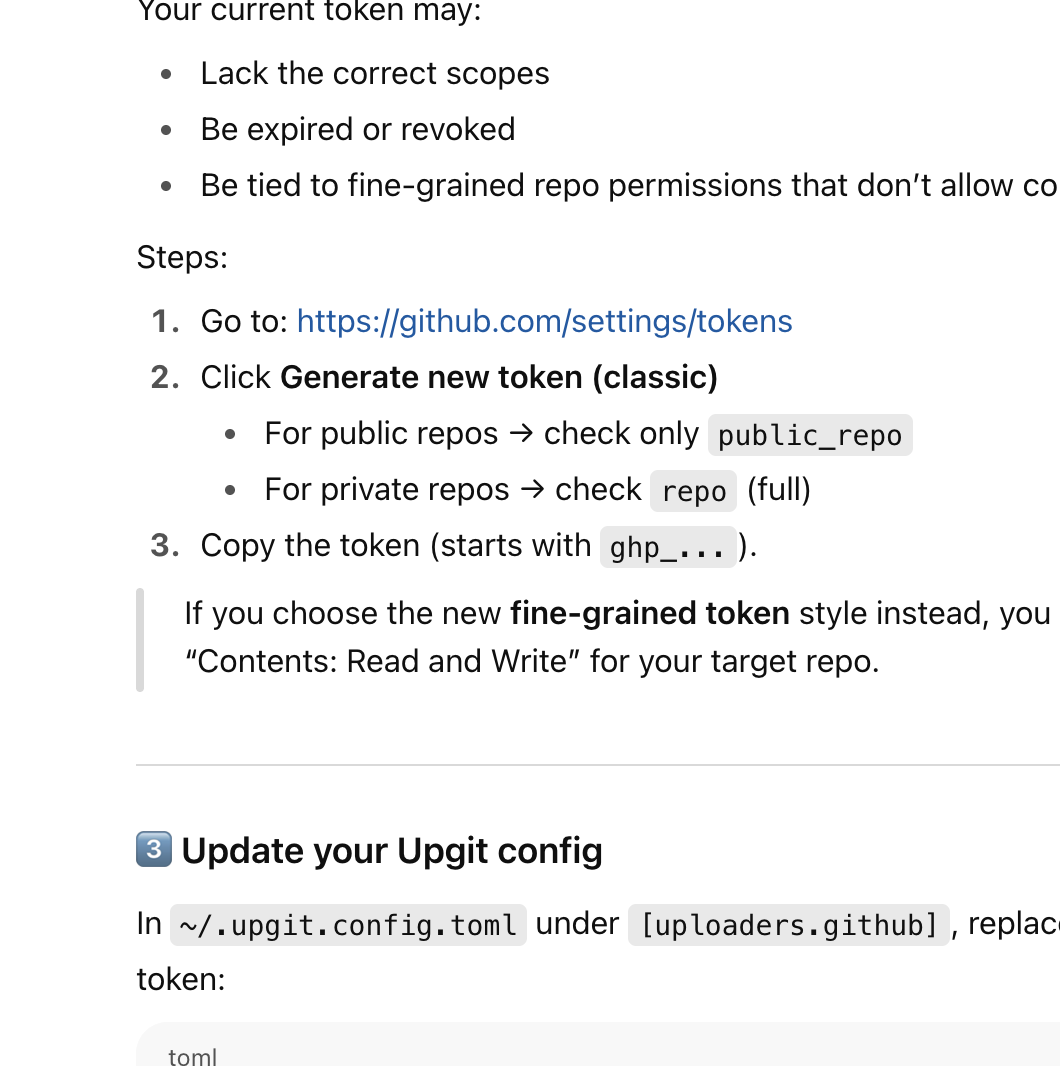 Your current token may:
• Lack the correct scopes
• Be expired or revoked
• Be tied to fine-grained repo permissions that don’t allow co
Steps:
1. Go to: https://github.com/settings/tokens
2. Click Generate new token (classic)
• For public repos → check only public_repo
• For private repos → check repo (full)
3. Copy the token (starts with ghp_...).
If you choose the new fine-grained token style instead, you
“Contents: Read and Write” for your target repo.
3 Update your Upgit config
In ~/.upgit.config.toml under [uploaders.github], replac
token:
toml